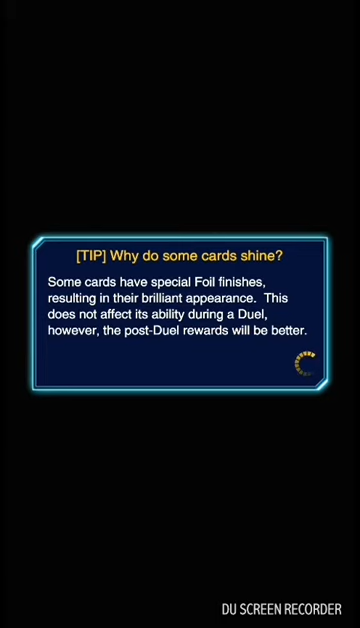 [TIP] Why do some cards shine?
Some cards have special Foil finishes,
resulting in their brilliant appearance.  This
does not affect its ability during a Duel,
however, the post-Duel rewards will be better.
DU SCREEN RECORDER